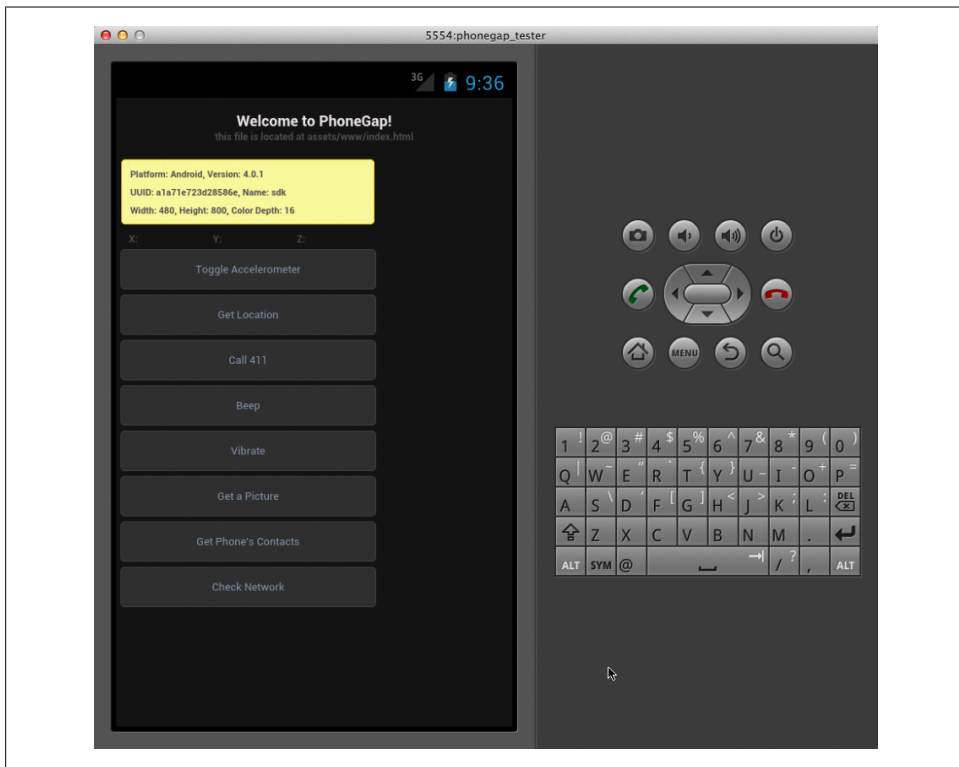 5554:phonegap_tester
3G 9:36
Welcome to PhoneGap!
this file is located at assets/www/index.html
Platform: Android, Version: 4.0.1
UUID: a1a71e723d28586e, Name: sdk
Width: 480, Height: 800, Color Depth: 16
X: Y: Z:
Toggle Accelerometer
Get Location
Call 411
Beep
Vibrate
Get a Picture
Get Phone's Contacts
Check Network
MENU
1 ! 2 @ 3 # 4 $ 5 % 6 ^ 7 & 8 * 9 ( 0 )
Q | W ~ E " R ` T { Y } U _ I - O + P =
A S \ D ' F [ G ] H < J > K ; L : DEL
Z X C V B N M .
ALT SYM @ / ? , ALT